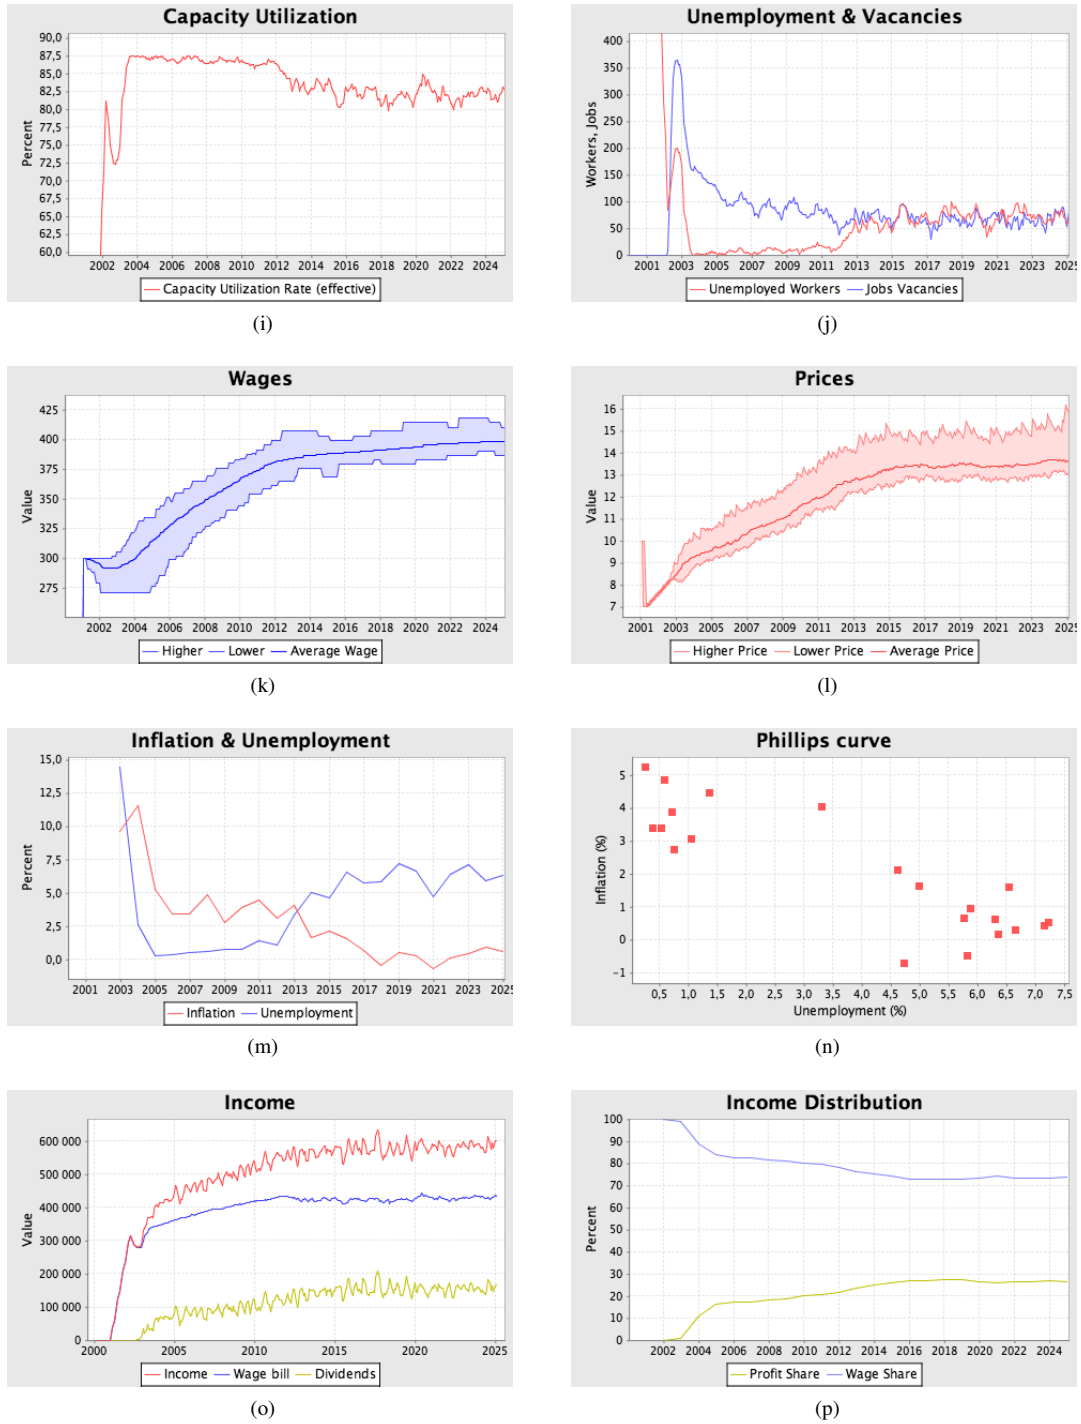 Capacity Utilization
90,0
87,5
85,0
82,5
80,0
77,5
75,0
72,5
70,0
67,5
65,0
62,5
60,0
Percent
2002 2004 2006 2008 2010 2012 2014 2016 2018 2020 2022 2024
Capacity Utilization Rate (effective)
(i)
Unemployment & Vacancies
400
350
300
250
200
150
100
50
0
Workers, Jobs
2001 2003 2005 2007 2009 2011 2013 2015 2017 2019 2021 2023 2025
Unemployed Workers Jobs Vacancies
(j)
Wages
425
400
375
350
325
300
275
Value
2002 2004 2006 2008 2010 2012 2014 2016 2018 2020 2022 2024
Higher Lower Average Wage
(k)
Prices
16
15
14
13
12
11
10
9
8
7
Value
2001 2003 2005 2007 2009 2011 2013 2015 2017 2019 2021 2023 2025
Higher Price Lower Price Average Price
(l)
Inflation & Unemployment
15,0
12,5
10,0
7,5
5,0
2,5
0,0
Percent
2001 2003 2005 2007 2009 2011 2013 2015 2017 2019 2021 2023 2025
Inflation Unemployment
(m)
Phillips curve
5
4
3
2
1
0
-1
Inflation (%)
0,5 1,0 1,5 2,0 2,5 3,0 3,5 4,0 4,5 5,0 5,5 6,0 6,5 7,0 7,5
Unemployment (%)
(n)
Income
600 000
500 000
400 000
300 000
200 000
100 000
0
Value
2000 2005 2010 2015 2020 2025
Income Wage bill Dividends
(o)
Income Distribution
100
90
80
70
60
50
40
30
20
10
0
Percent
2002 2004 2006 2008 2010 2012 2014 2016 2018 2020 2022 2024
Profit Share Wage Share
(p)